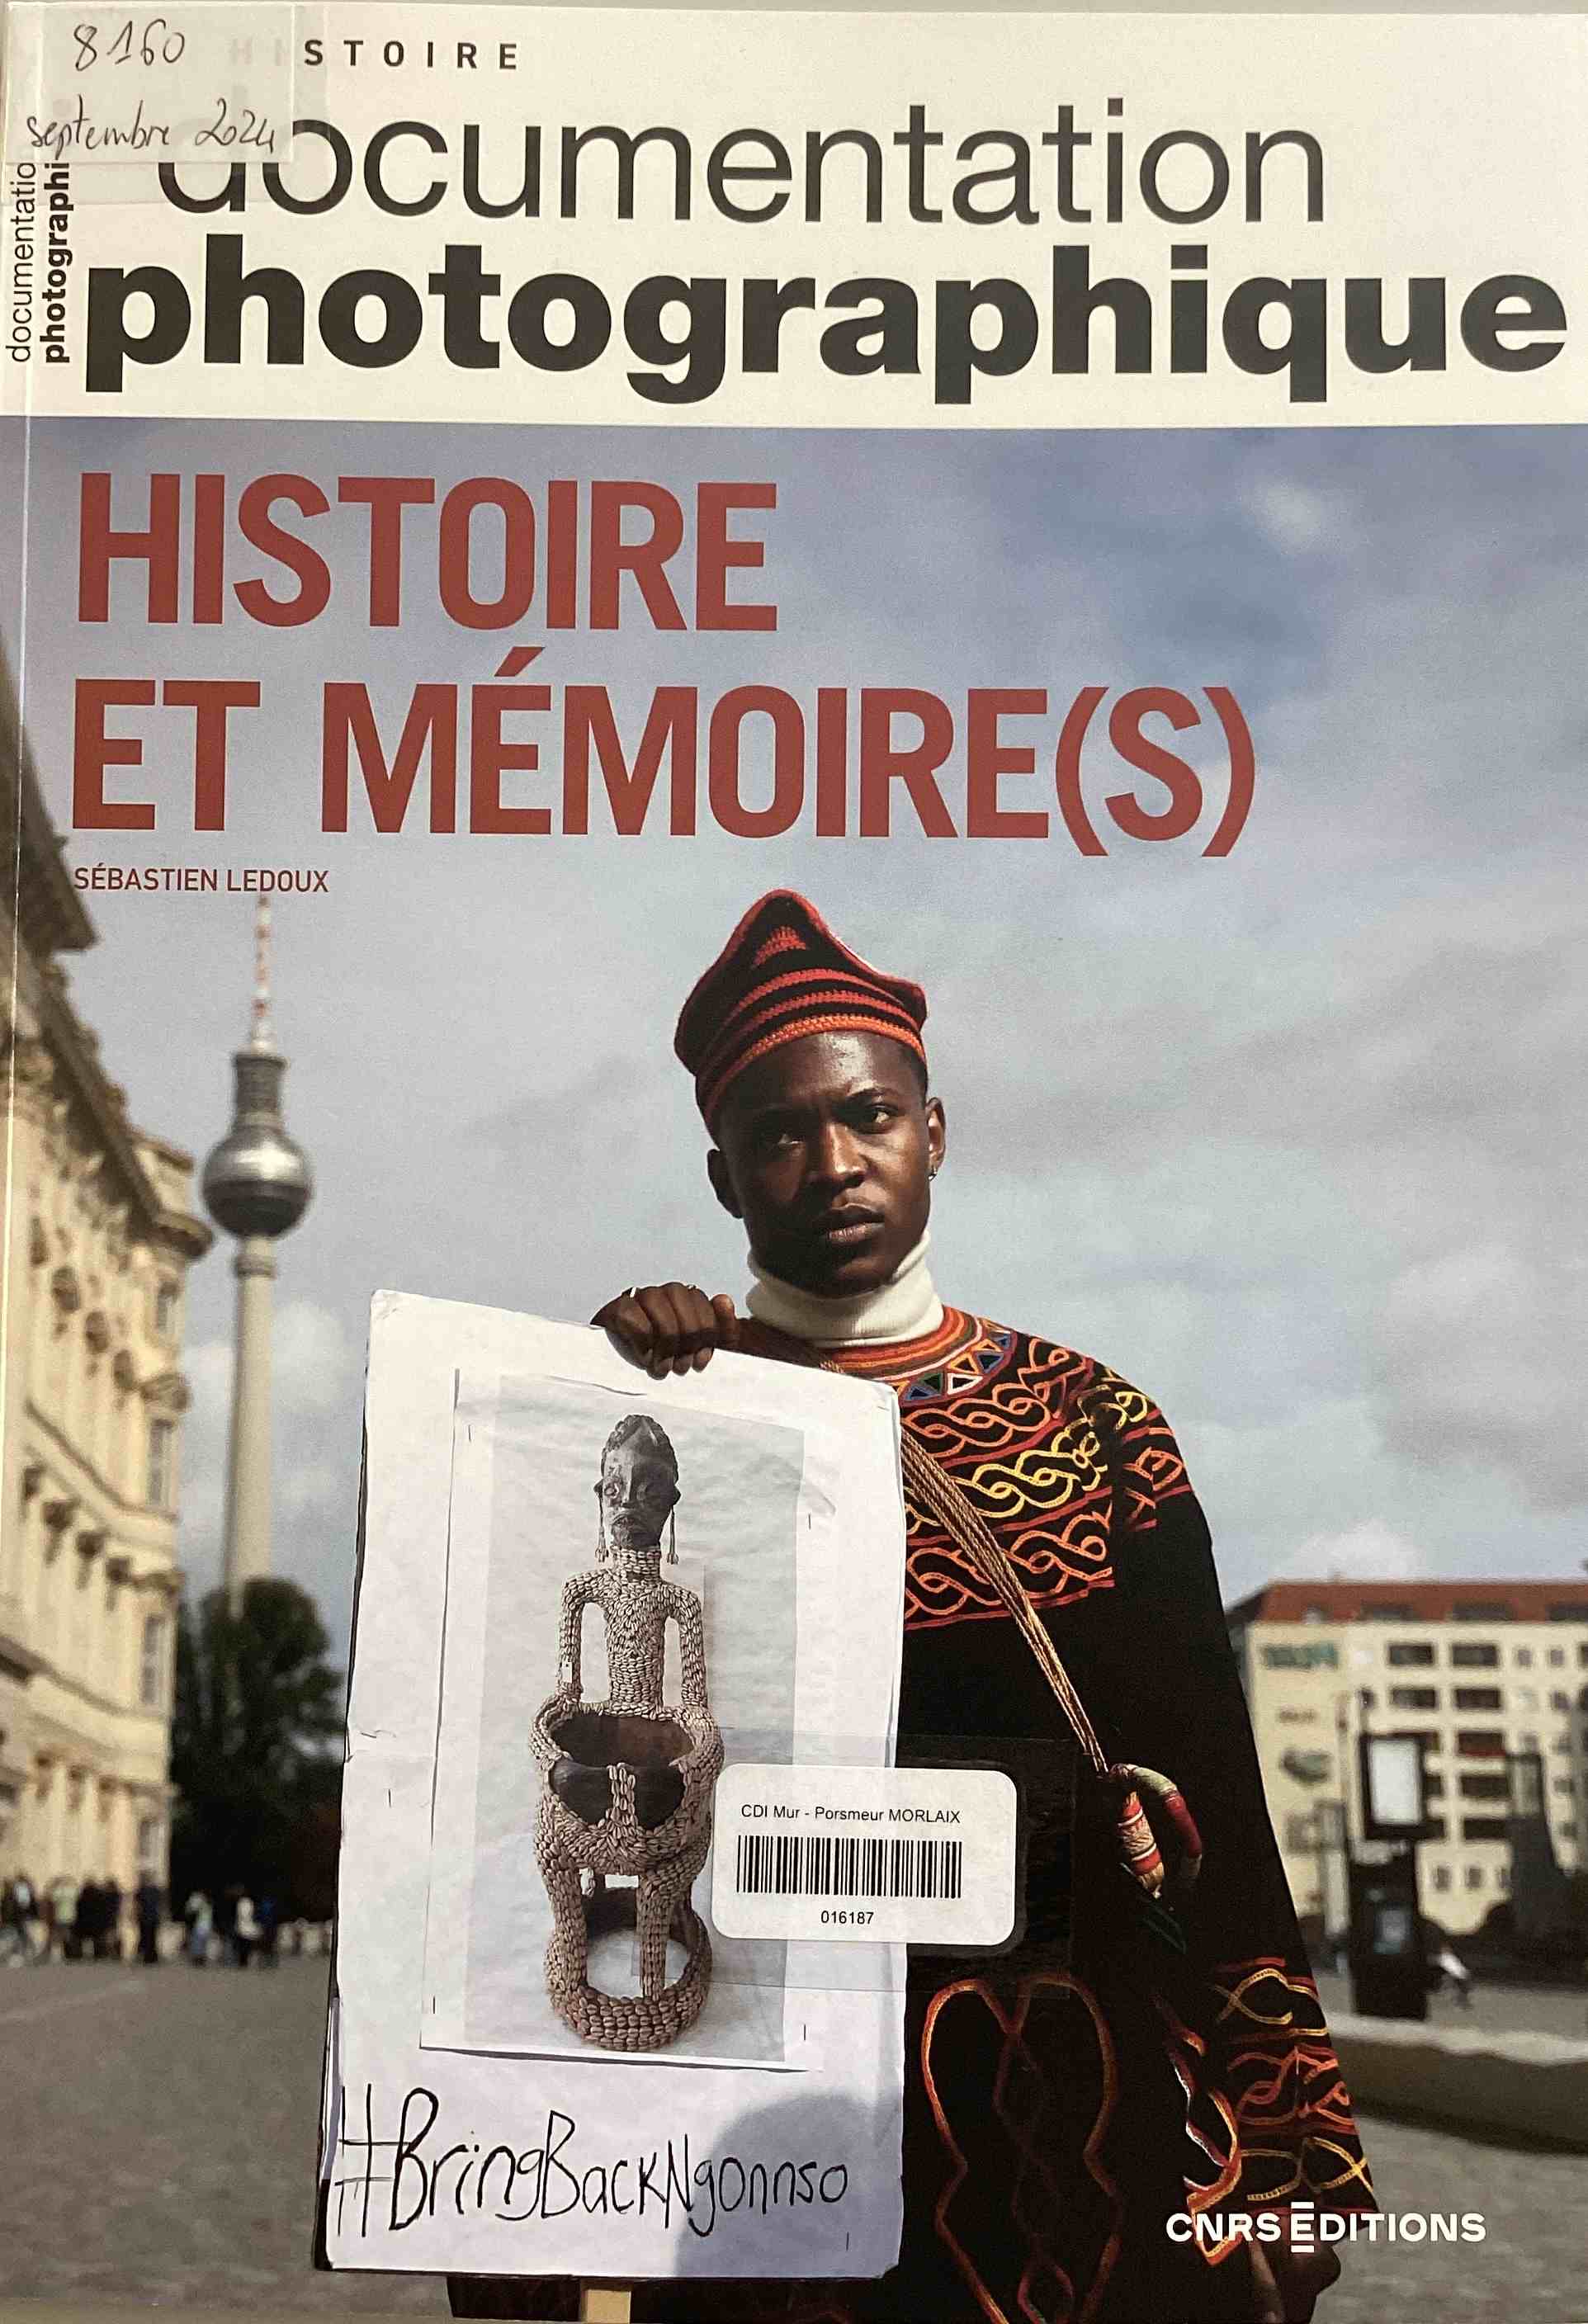 8160
HISTOIRE
septembre 2024
documentation
photographique
documentatio
photographi
HISTOIRE
ET MÉMOIRE(S)
SÉBASTIEN LEDOUX
CDI Mur - Porsmeur MORLAIX
016187
#BringBackNgonnso
CNRS ÉDITIONS